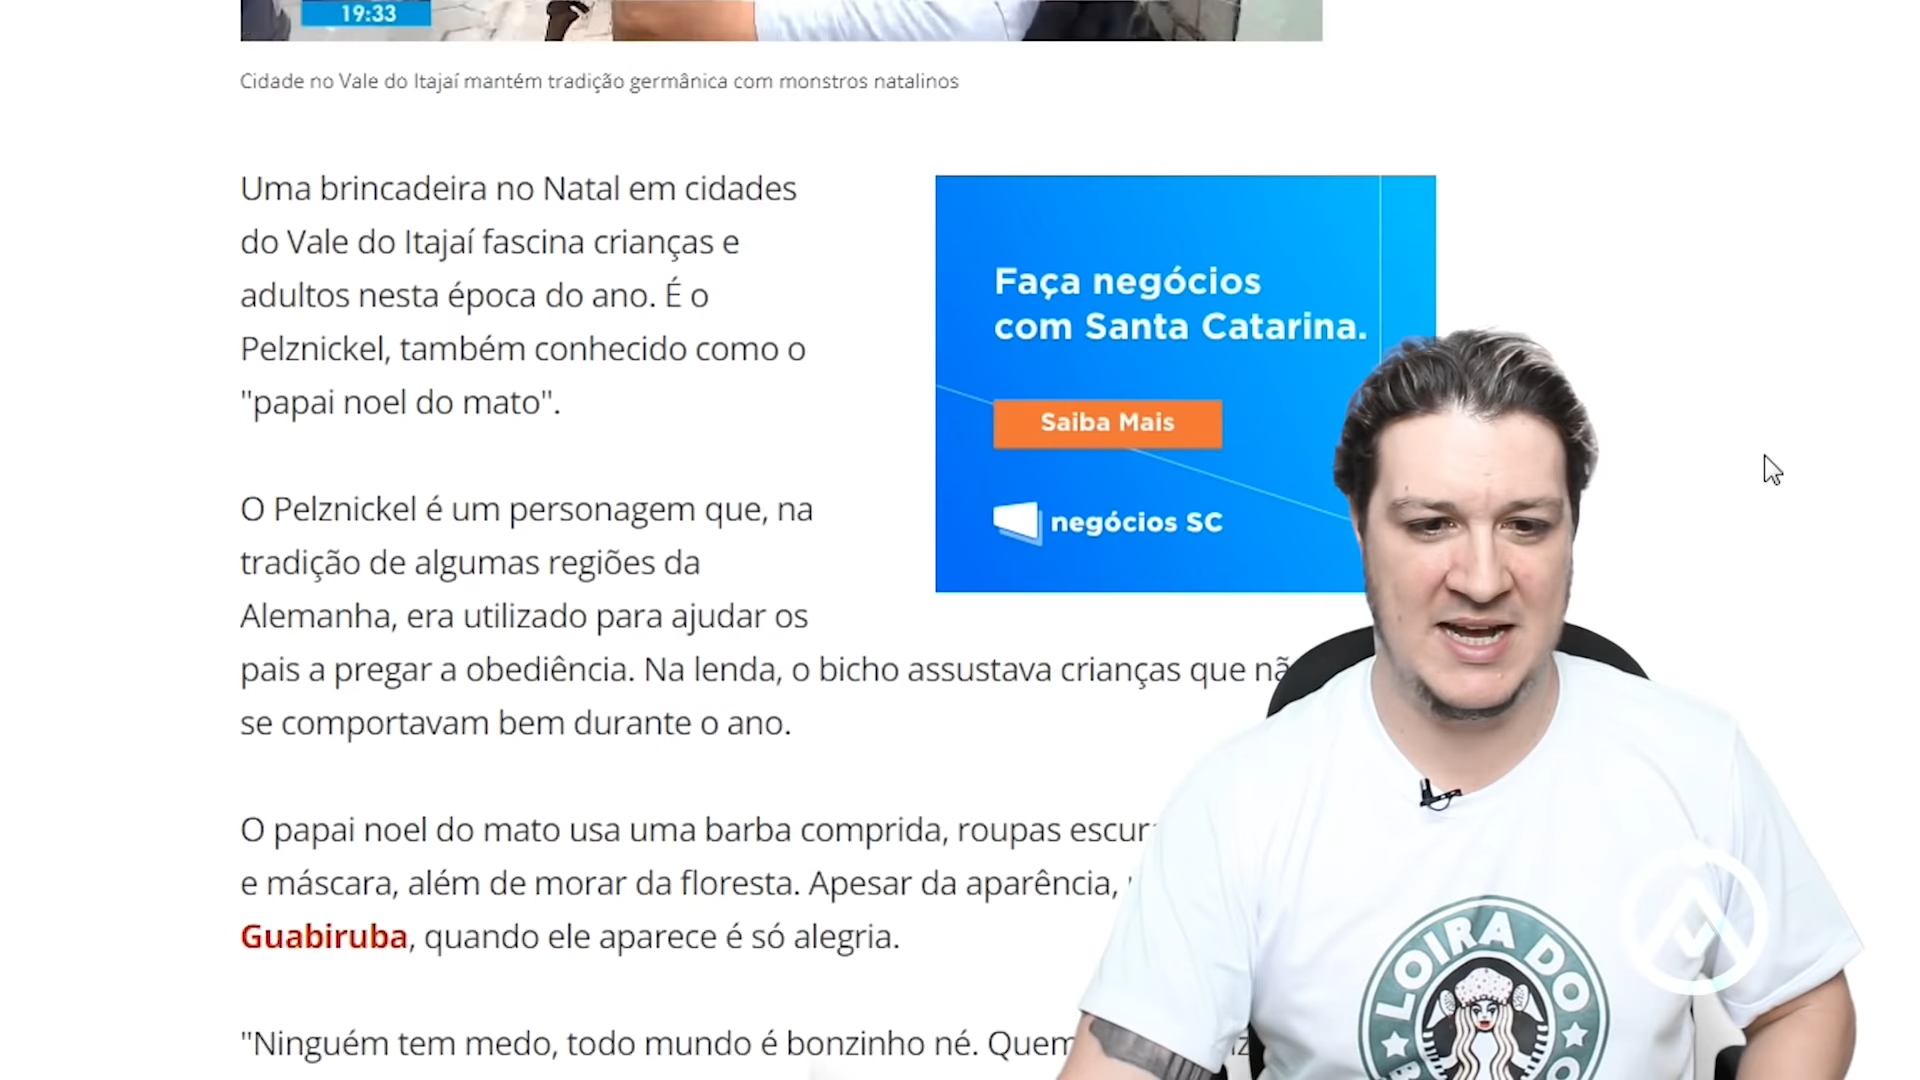 19:33
Cidade no Vale do Itajaí mantém tradição germânica com monstros natalinos
Uma brincadeira no Natal em cidades
do Vale do Itajaí fascina crianças e
adultos nesta época do ano. É o
Pelznickel, também conhecido como o
"papai noel do mato".
Faça negócios
com Santa Catarina.
Saiba Mais
negócios SC
O Pelznickel é um personagem que, na
tradição de algumas regiões da
Alemanha, era utilizado para ajudar os
pais a pregar a obediência. Na lenda, o bicho assustava crianças que
se comportavam bem durante o ano.
O papai noel do mato usa uma barba comprida, roupas
e máscara, além de morar da floresta. Apesar da aparência,
Guabiruba, quando ele aparece é só alegria.
"Ninguém tem medo, todo mundo é bonzinho né. Quem
LOIRA DO